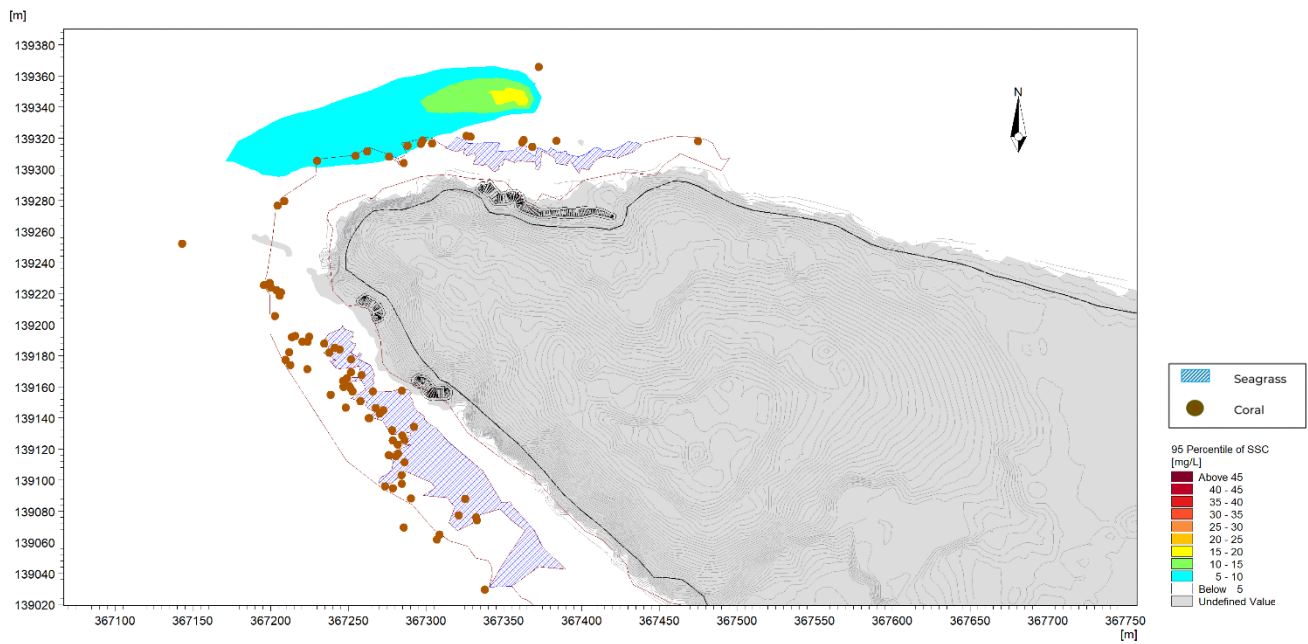 [m]
139380
139360
139340
139320
139300
139280
139260
139240
139220
139200
139180
139160
139140
139120
139100
139080
139060
139040
139020
367100
367150
367200
367250
367300
367350
367400
367450
367500
367550
367600
367650
367700
367750
[m]
N
Seagrass
Coral
95 Percentile of SSC
[mg/L]
Above 45
40 - 45
35 - 40
30 - 35
25 - 30
20 - 25
15 - 20
10 - 15
5 - 10
Below 5
Undefined Value